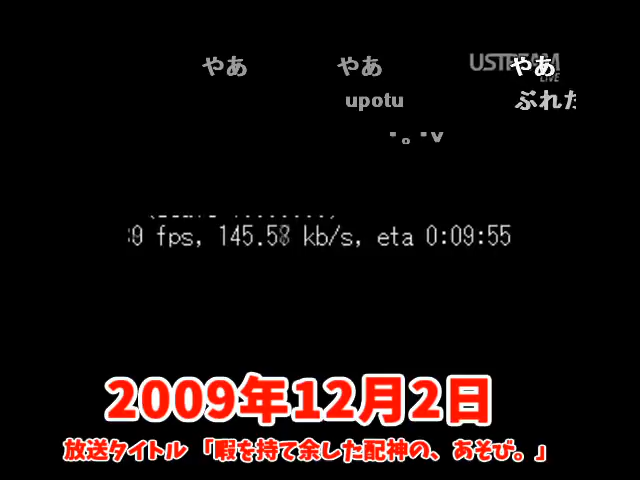 やあ やあ やあ
USTREAM
LIVE
upotu ぶれた
・。・v
9 fps, 145.58 kb/s, eta 0:09:55
2009年12月2日
放送タイトル 「暇を持て余した配神の、あそび。」